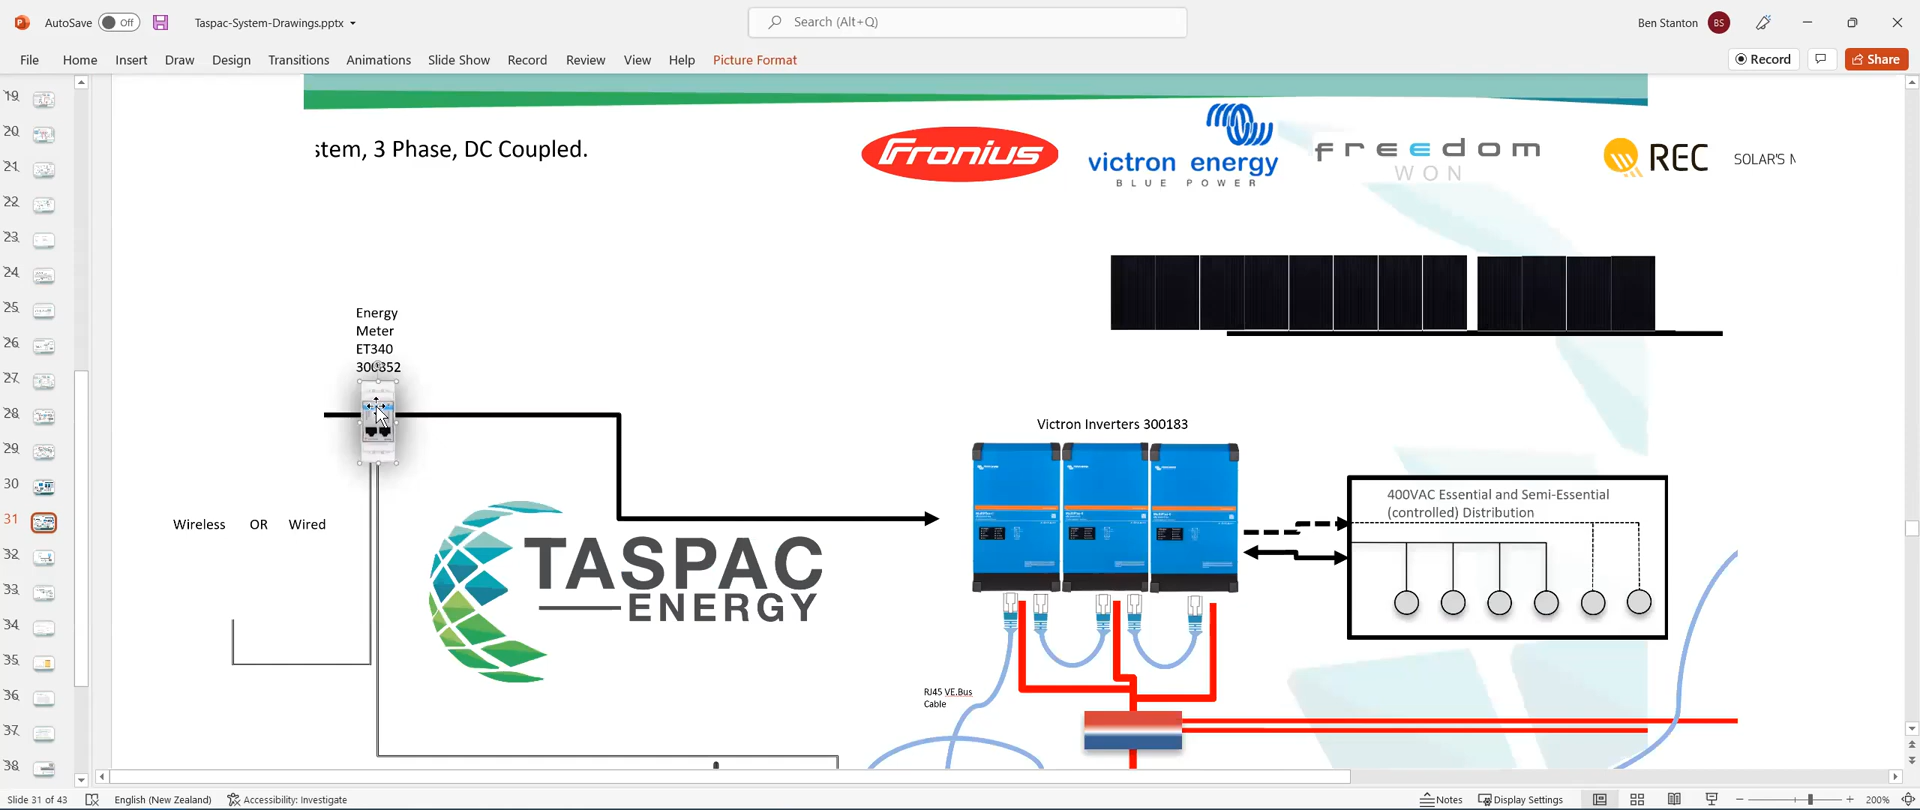 AutoSave
Off
Taspac-System-Drawings.pptx
Search (Alt+Q)
Ben Stanton
BS
File
Home
Insert
Draw
Design
Transitions
Animations
Slide Show
Record
Review
View
Help
Picture Format
Record
Share
19
20
21
22
23
24
25
26
27
28
29
30
31
32
33
34
35
36
37
38
stem, 3 Phase, DC Coupled.
Fronius
victron energy
BLUE POWER
freedom
WON
REC
SOLAR'S M
Energy
Meter
ET340
300352
Victron Inverters 300183
400VAC Essential and Semi-Essential
(controlled) Distribution
Wireless OR Wired
TASPAC
ENERGY
RJ45 VE.Bus
Cable
Slide 31 of 43
English (New Zealand)
Accessibility: Investigate
Notes
Display Settings
200%